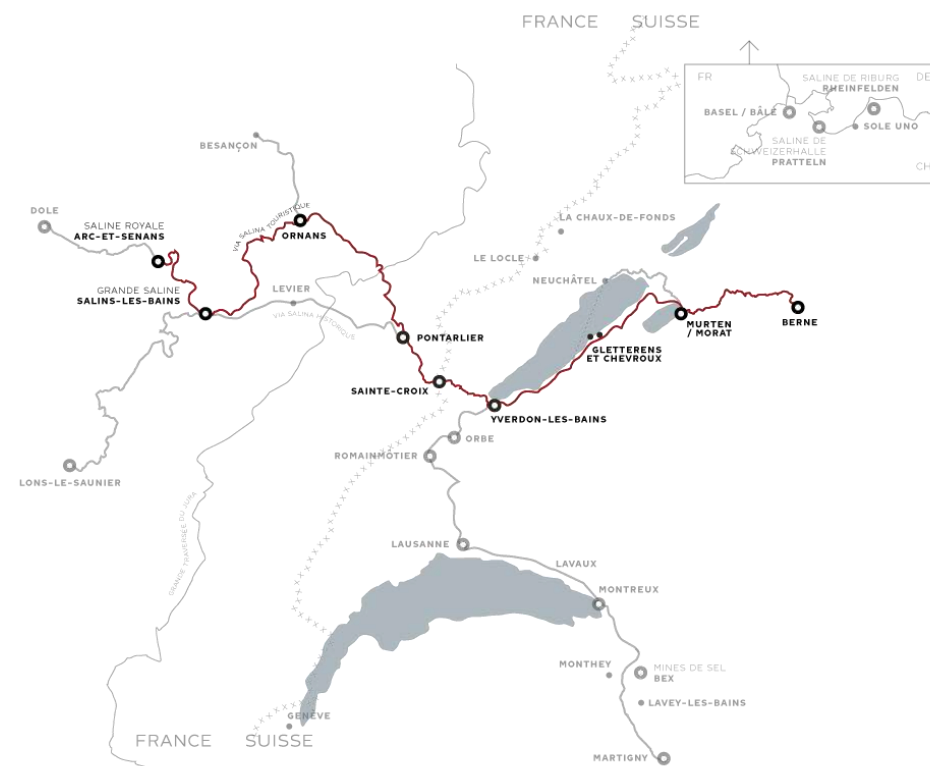 FRANCE SUISSE
FR
DE
SALINE DE RIBURG
RHEINFELDEN
BASEL / BÂLE
SOLE UNO
SALINE DE
SCHWEIZERHALLE
PRATTELN
CH
BESANÇON
DOLE
SALINE ROYALE
ARC-ET-SENANS
VIA SALINA TOURISTIQUE
ORNANS
LA CHAUX-DE-FONDS
LE LOCLE
NEUCHÂTEL
GRANDE SALINE
SALINS-LES-BAINS
LEVIER
VIA SALINA HISTORIQUE
PONTARLIER
MURTEN
/ MORAT
BERNE
GLETTERENS
ET CHEVROUX
SAINTE-CROIX
YVERDON-LES-BAINS
ORBE
ROMAINMÔTIER
LONS-LE-SAUNIER
GRANDE TRAVERSÉE DU JURA
LAUSANNE
LAVAUX
MONTREUX
MONTHEY
MINES DE SEL
BEX
LAVEY-LES-BAINS
GENÈVE
FRANCE SUISSE
MARTIGNY